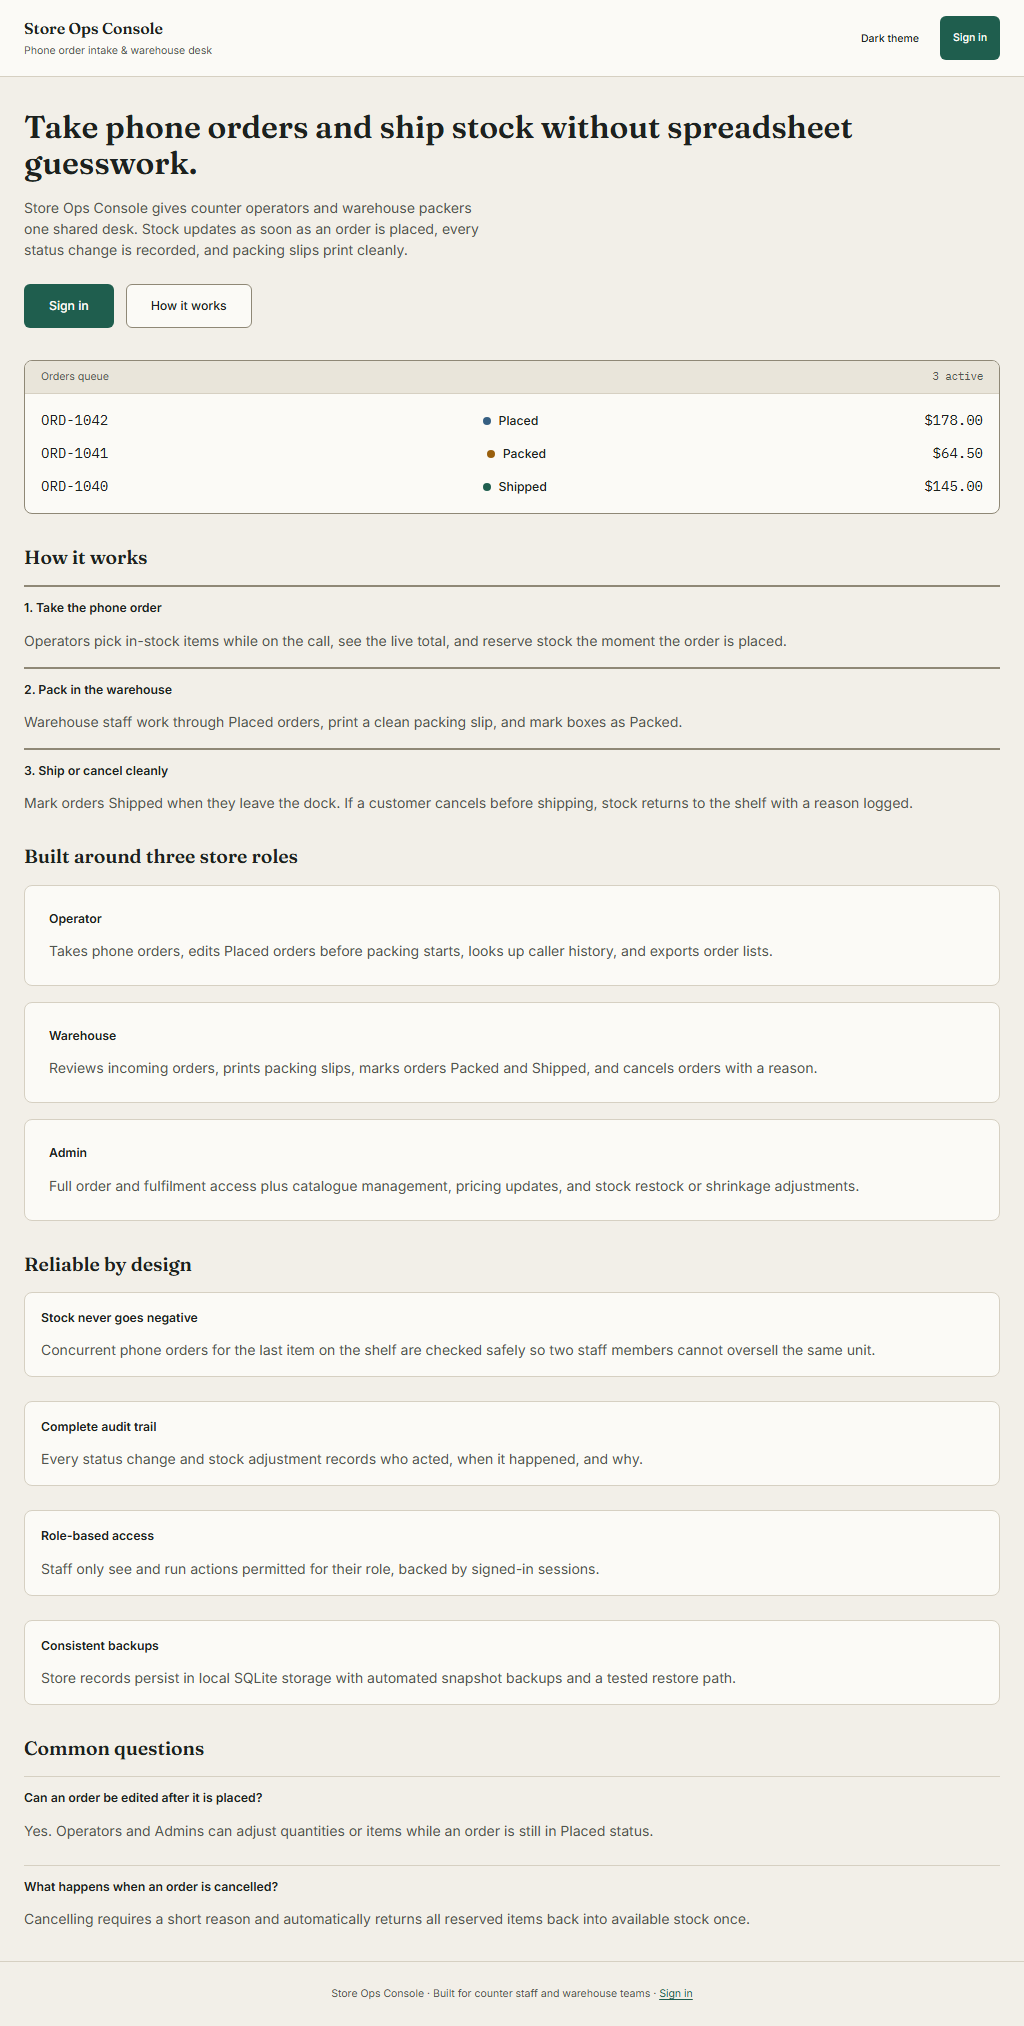 Store Ops Console
Phone order intake & warehouse desk
Dark theme
Sign in
Take phone orders and ship stock without spreadsheet
guesswork.
Store Ops Console gives counter operators and warehouse packers
one shared desk. Stock updates as soon as an order is placed, every
status change is recorded, and packing slips print cleanly.
Sign in
How it works
Orders queue
3 active
ORD-1042 Placed $178.00
ORD-1041 Packed $64.50
ORD-1040 Shipped $145.00
How it works
1. Take the phone order
Operators pick in-stock items while on the call, see the live total, and reserve stock the moment the order is placed.
2. Pack in the warehouse
Warehouse staff work through Placed orders, print a clean packing slip, and mark boxes as Packed.
3. Ship or cancel cleanly
Mark orders Shipped when they leave the dock. If a customer cancels before shipping, stock returns to the shelf with a reason logged.
Built around three store roles
Operator
Takes phone orders, edits Placed orders before packing starts, looks up caller history, and exports order lists.
Warehouse
Reviews incoming orders, prints packing slips, marks orders Packed and Shipped, and cancels orders with a reason.
Admin
Full order and fulfilment access plus catalogue management, pricing updates, and stock restock or shrinkage adjustments.
Reliable by design
Stock never goes negative
Concurrent phone orders for the last item on the shelf are checked safely so two staff members cannot oversell the same unit.
Complete audit trail
Every status change and stock adjustment records who acted, when it happened, and why.
Role-based access
Staff only see and run actions permitted for their role, backed by signed-in sessions.
Consistent backups
Store records persist in local SQLite storage with automated snapshot backups and a tested restore path.
Common questions
Can an order be edited after it is placed?
Yes. Operators and Admins can adjust quantities or items while an order is still in Placed status.
What happens when an order is cancelled?
Cancelling requires a short reason and automatically returns all reserved items back into available stock once.
Store Ops Console · Built for counter staff and warehouse teams · Sign in